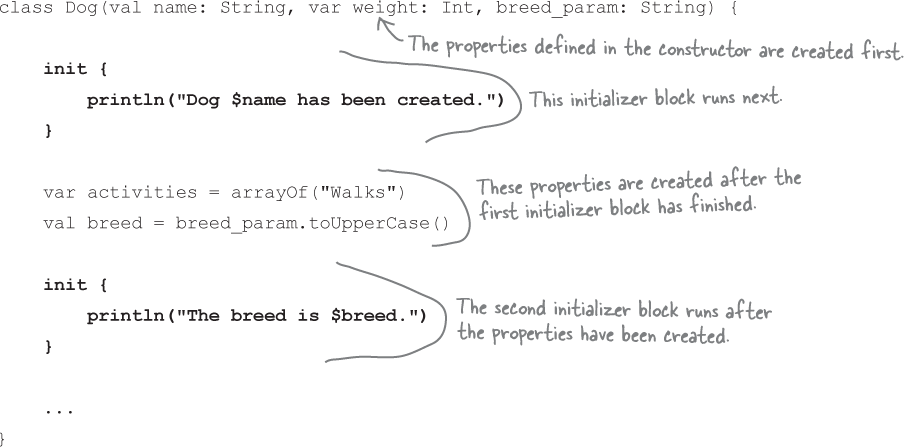 class Dog(val name: String, var weight: Int, breed_param: String) {
The properties defined in the constructor are created first.
init {
println("Dog $name has been created.")
This initializer block runs next.
}
var activities = arrayOf("Walks")
val breed = breed_param.toUpperCase()
These properties are created after the
first initializer block has finished.
init {
println("The breed is $breed.")
}
The second initializer block runs after
the properties have been created.
...
}